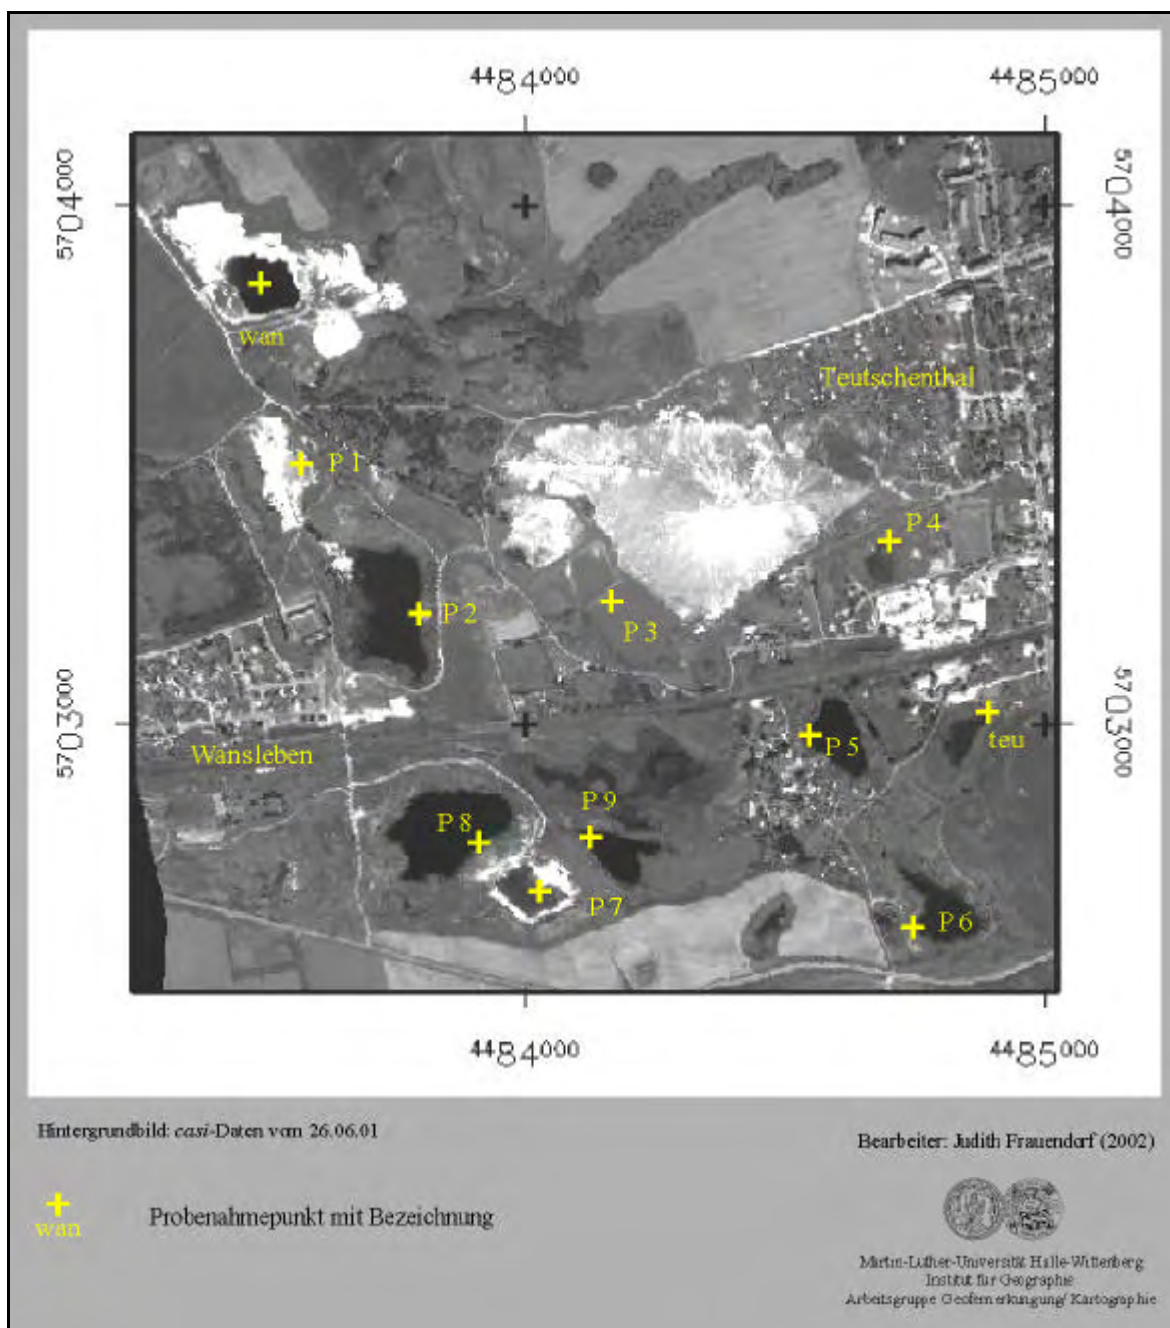 4484000 4485000
5704000 5704000
wan
Teutschenthal
P 1
P 4
P 2
P 3
5703000 5703000
teu
Wansleben
P 5
P 9
P 8
P 7
P 6
4484000 4485000
Hintergrundbild: casi-Daten vom 26.06.01
Bearbeiter: Judith Frauendorf (2002)
wan Probenahmepunkt mit Bezeichnung
Martin-Luther-Universität Halle-Wittenberg
Institut für Geographie
Arbeitsgruppe Geofernerkungung/ Kartographie